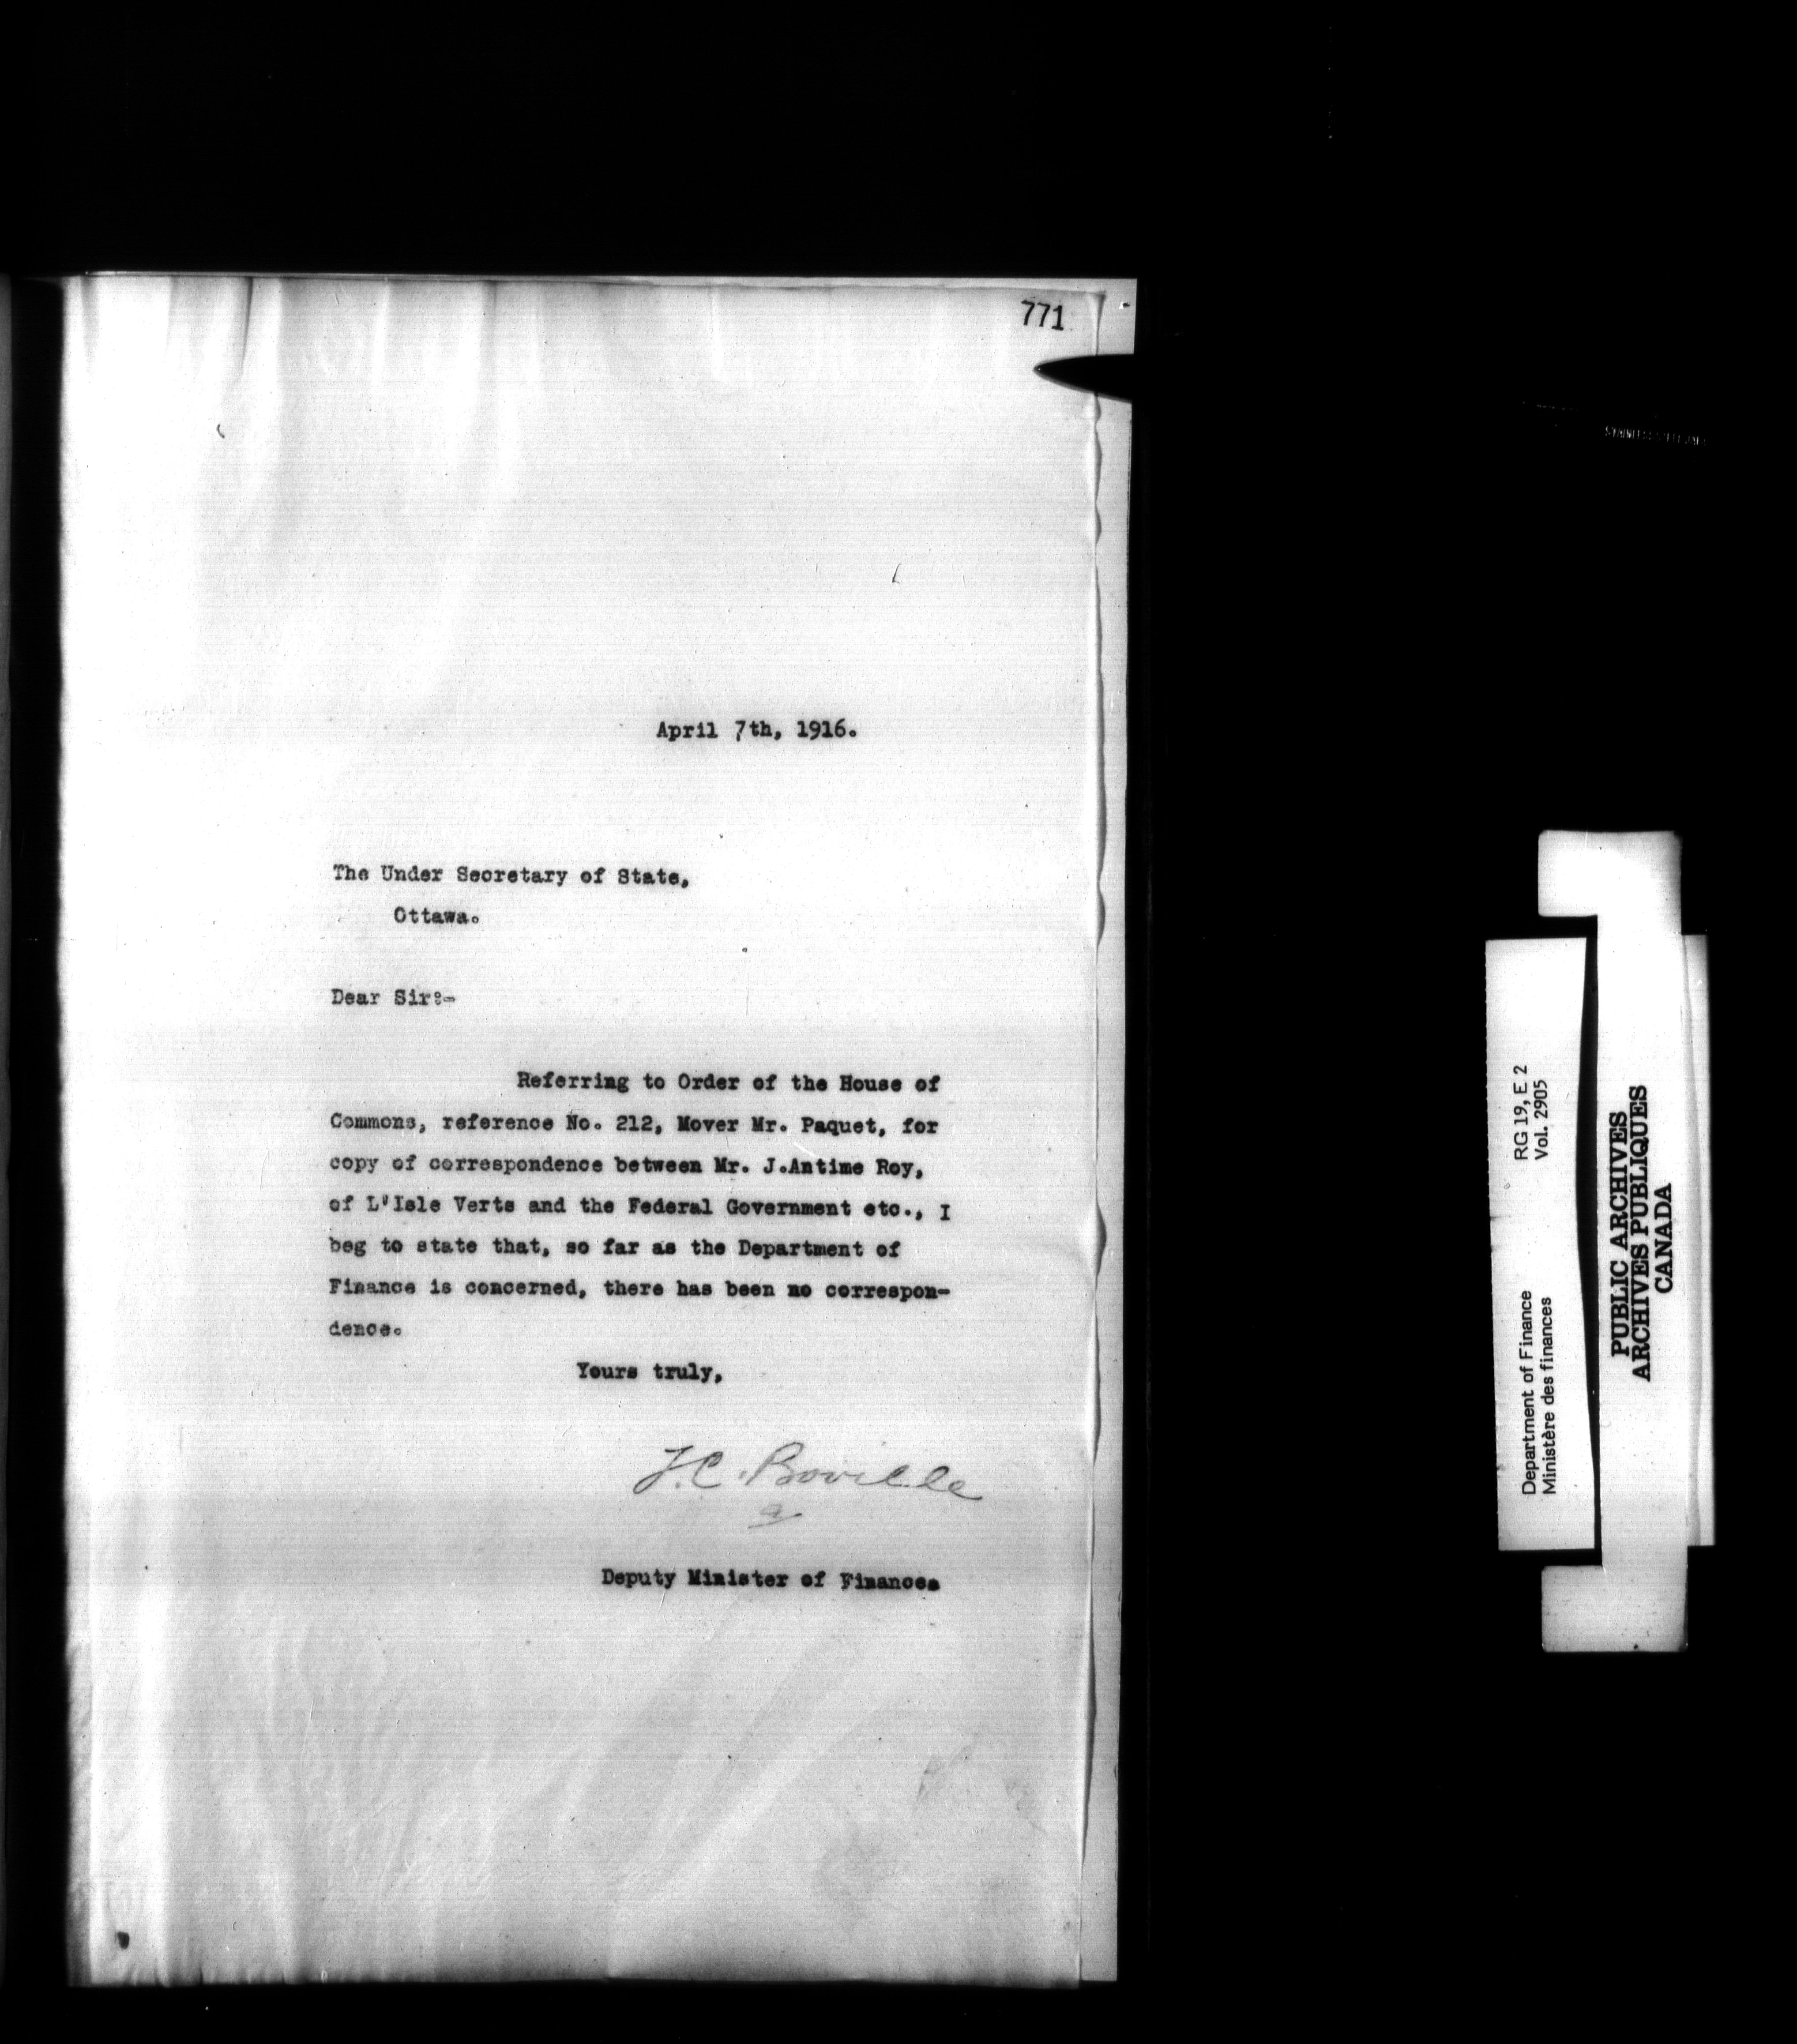 771
April 7th, 1916.
The Under Secretary of State,
Ottawa.
Dear Sir:-
Referring to Order of the House of
Commons, reference No. 212, Mover Mr. Paquet, for
copy of correspondence between Mr. J.Antime Roy,
of L'Isle Verte and the Federal Government etc., I
beg to state that, so far as the Department of
Finance is concerned, there has been no correspon-
dence.
Yours truly,
T.C. Boville
Deputy Minister of Finance.
RG 19, E 2
Vol. 2905
Department of Finance
Ministère des finances
PUBLIC ARCHIVES
ARCHIVES PUBLIQUES
CANADA